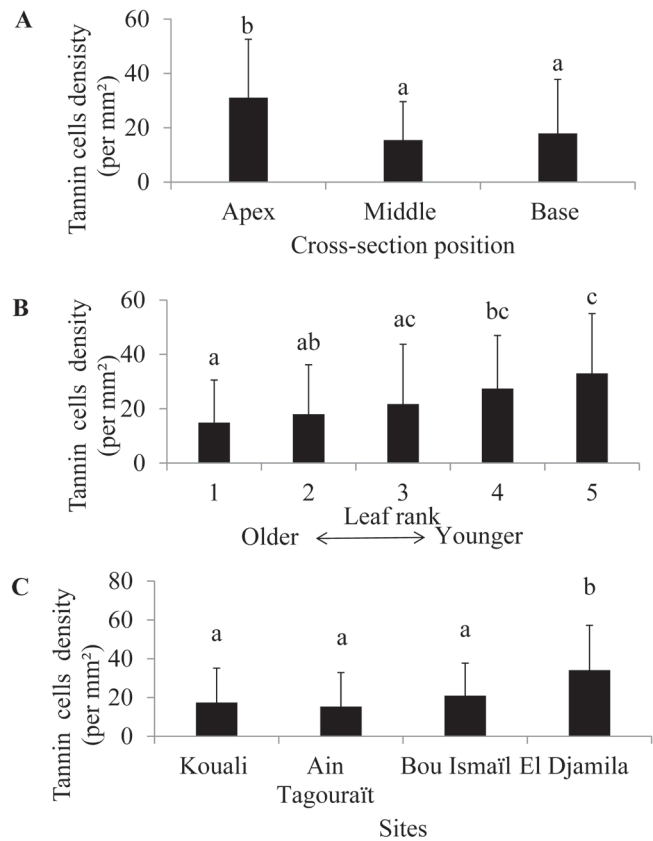 A
Tannin cells densisty
(per mm²)
60
40
20
0
b
a
a
Apex Middle Base
Cross-section position
B
Tannin cells density
(per mm²)
60
40
20
0
a
ab
ac
bc
c
1 2 3 4 5
Leaf rank
Older Younger
C
Tannin cells density
(per mm²)
80
60
40
20
0
a
a
a
b
Kouali Ain Bou Ismaïl El Djamila
Tagouraït
Sites